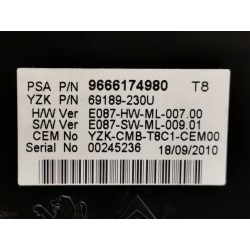 PSA P/N 9666174980 T8
YZK P/N 69189-230U
H/W Ver E087-HW-ML-007.00
S/W Ver E087-SW-ML-009.01
CEM No YZK-CMB-T8C1-CEM00
Serial No 00245236 18/09/2010